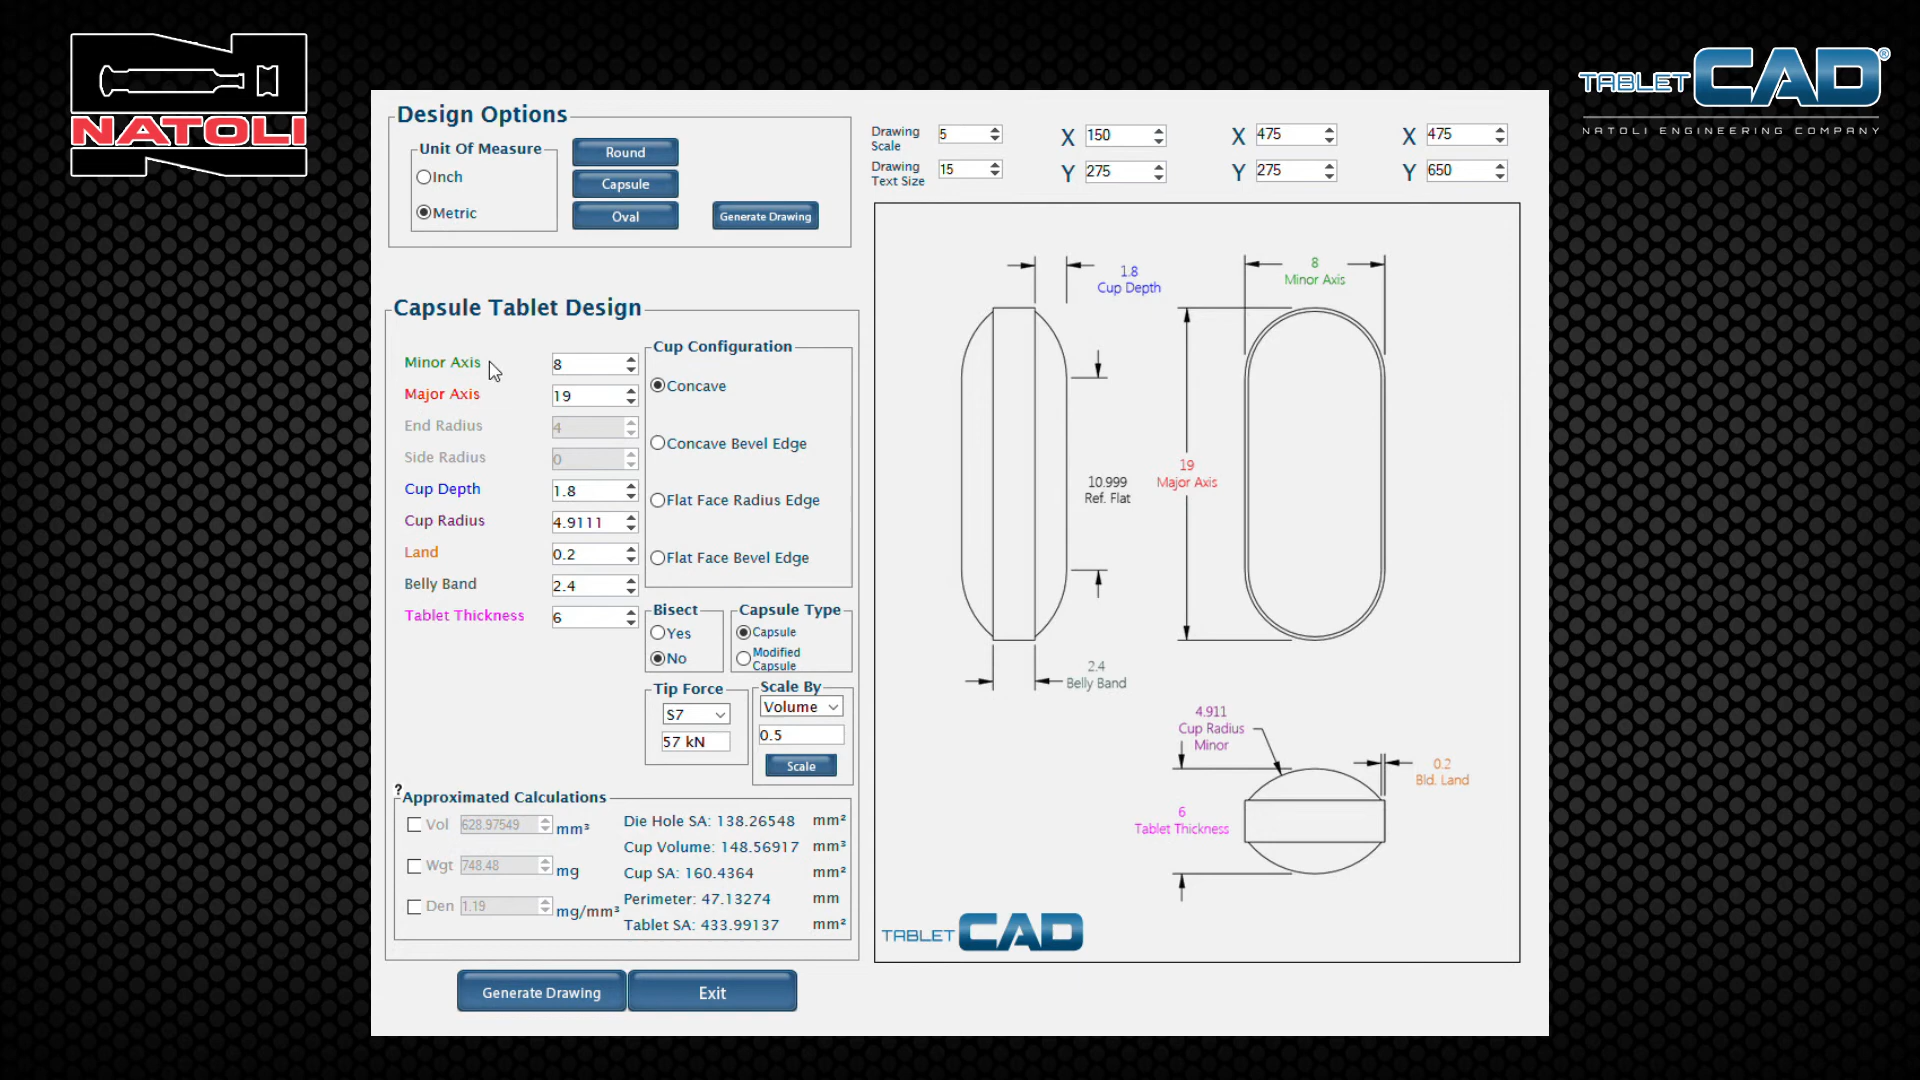 NATOLI
TABLET CAD®
NATOLI ENGINEERING COMPANY
Design Options
Unit Of Measure
Inch
Metric
Round
Capsule
Oval
Generate Drawing
Drawing Scale
5
Drawing Text Size
15
X 150
Y 275
X 475
Y 275
X 475
Y 650
Capsule Tablet Design
Minor Axis 8
Major Axis 19
End Radius 4
Side Radius 0
Cup Depth 1.8
Cup Radius 4.9111
Land 0.2
Belly Band 2.4
Tablet Thickness 6
Cup Configuration
Concave
Concave Bevel Edge
Flat Face Radius Edge
Flat Face Bevel Edge
Bisect
Yes
No
Capsule Type
Capsule
Modified
Capsule
Tip Force
S7
57 kN
Scale By
Volume
0.5
Scale
?
Approximated Calculations
Vol 628.97549 mm³
Wgt 748.48 mg
Den 1.19 mg/mm³
Die Hole SA: 138.26548 mm²
Cup Volume: 148.56917 mm³
Cup SA: 160.4364 mm²
Perimeter: 47.13274 mm
Tablet SA: 433.99137 mm²
Generate Drawing
Exit
1.8
Cup Depth
8
Minor Axis
10.999
Ref. Flat
19
Major Axis
2.4
Belly Band
4.911
Cup Radius
Minor
0.2
Bld. Land
6
Tablet Thickness
TABLET CAD